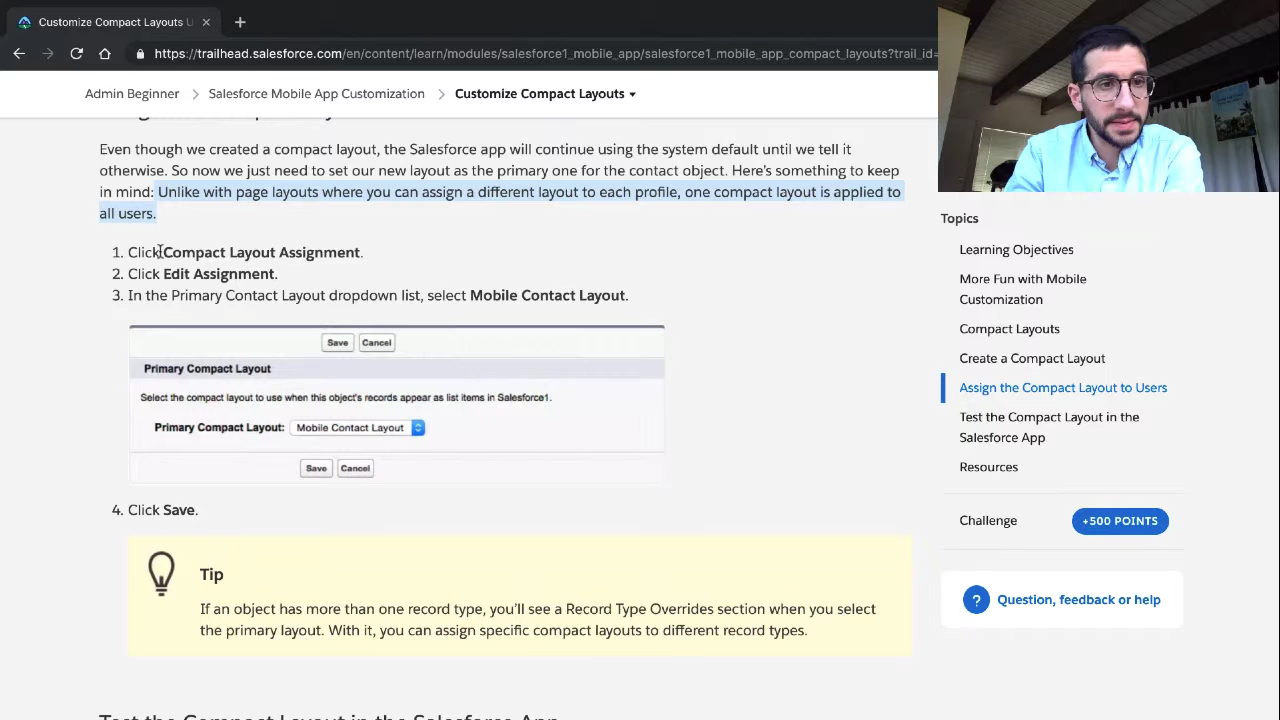 Customize Compact Layouts U
https://trailhead.salesforce.com/en/content/learn/modules/salesforce1_mobile_app/salesforce1_mobile_app_compact_layouts?trail_id=
Admin Beginner
Salesforce Mobile App Customization
Customize Compact Layouts
Even though we created a compact layout, the Salesforce app will continue using the system default until we tell it
otherwise. So now we just need to set our new layout as the primary one for the contact object. Here's something to keep
in mind: Unlike with page layouts where you can assign a different layout to each profile, one compact layout is applied to
all users.
1. Click Compact Layout Assignment.
2. Click Edit Assignment.
3. In the Primary Contact Layout dropdown list, select Mobile Contact Layout.
Save Cancel
Primary Compact Layout
Select the compact layout to use when this object's records appear as list items in Salesforce1.
Primary Compact Layout: Mobile Contact Layout
Save Cancel
4. Click Save.
Tip
If an object has more than one record type, you'll see a Record Type Overrides section when you select
the primary layout. With it, you can assign specific compact layouts to different record types.
Test the Compact Layout in the Salesforce App
Topics
Learning Objectives
More Fun with Mobile
Customization
Compact Layouts
Create a Compact Layout
Assign the Compact Layout to Users
Test the Compact Layout in the
Salesforce App
Resources
Challenge
+500 POINTS
? Question, feedback or help